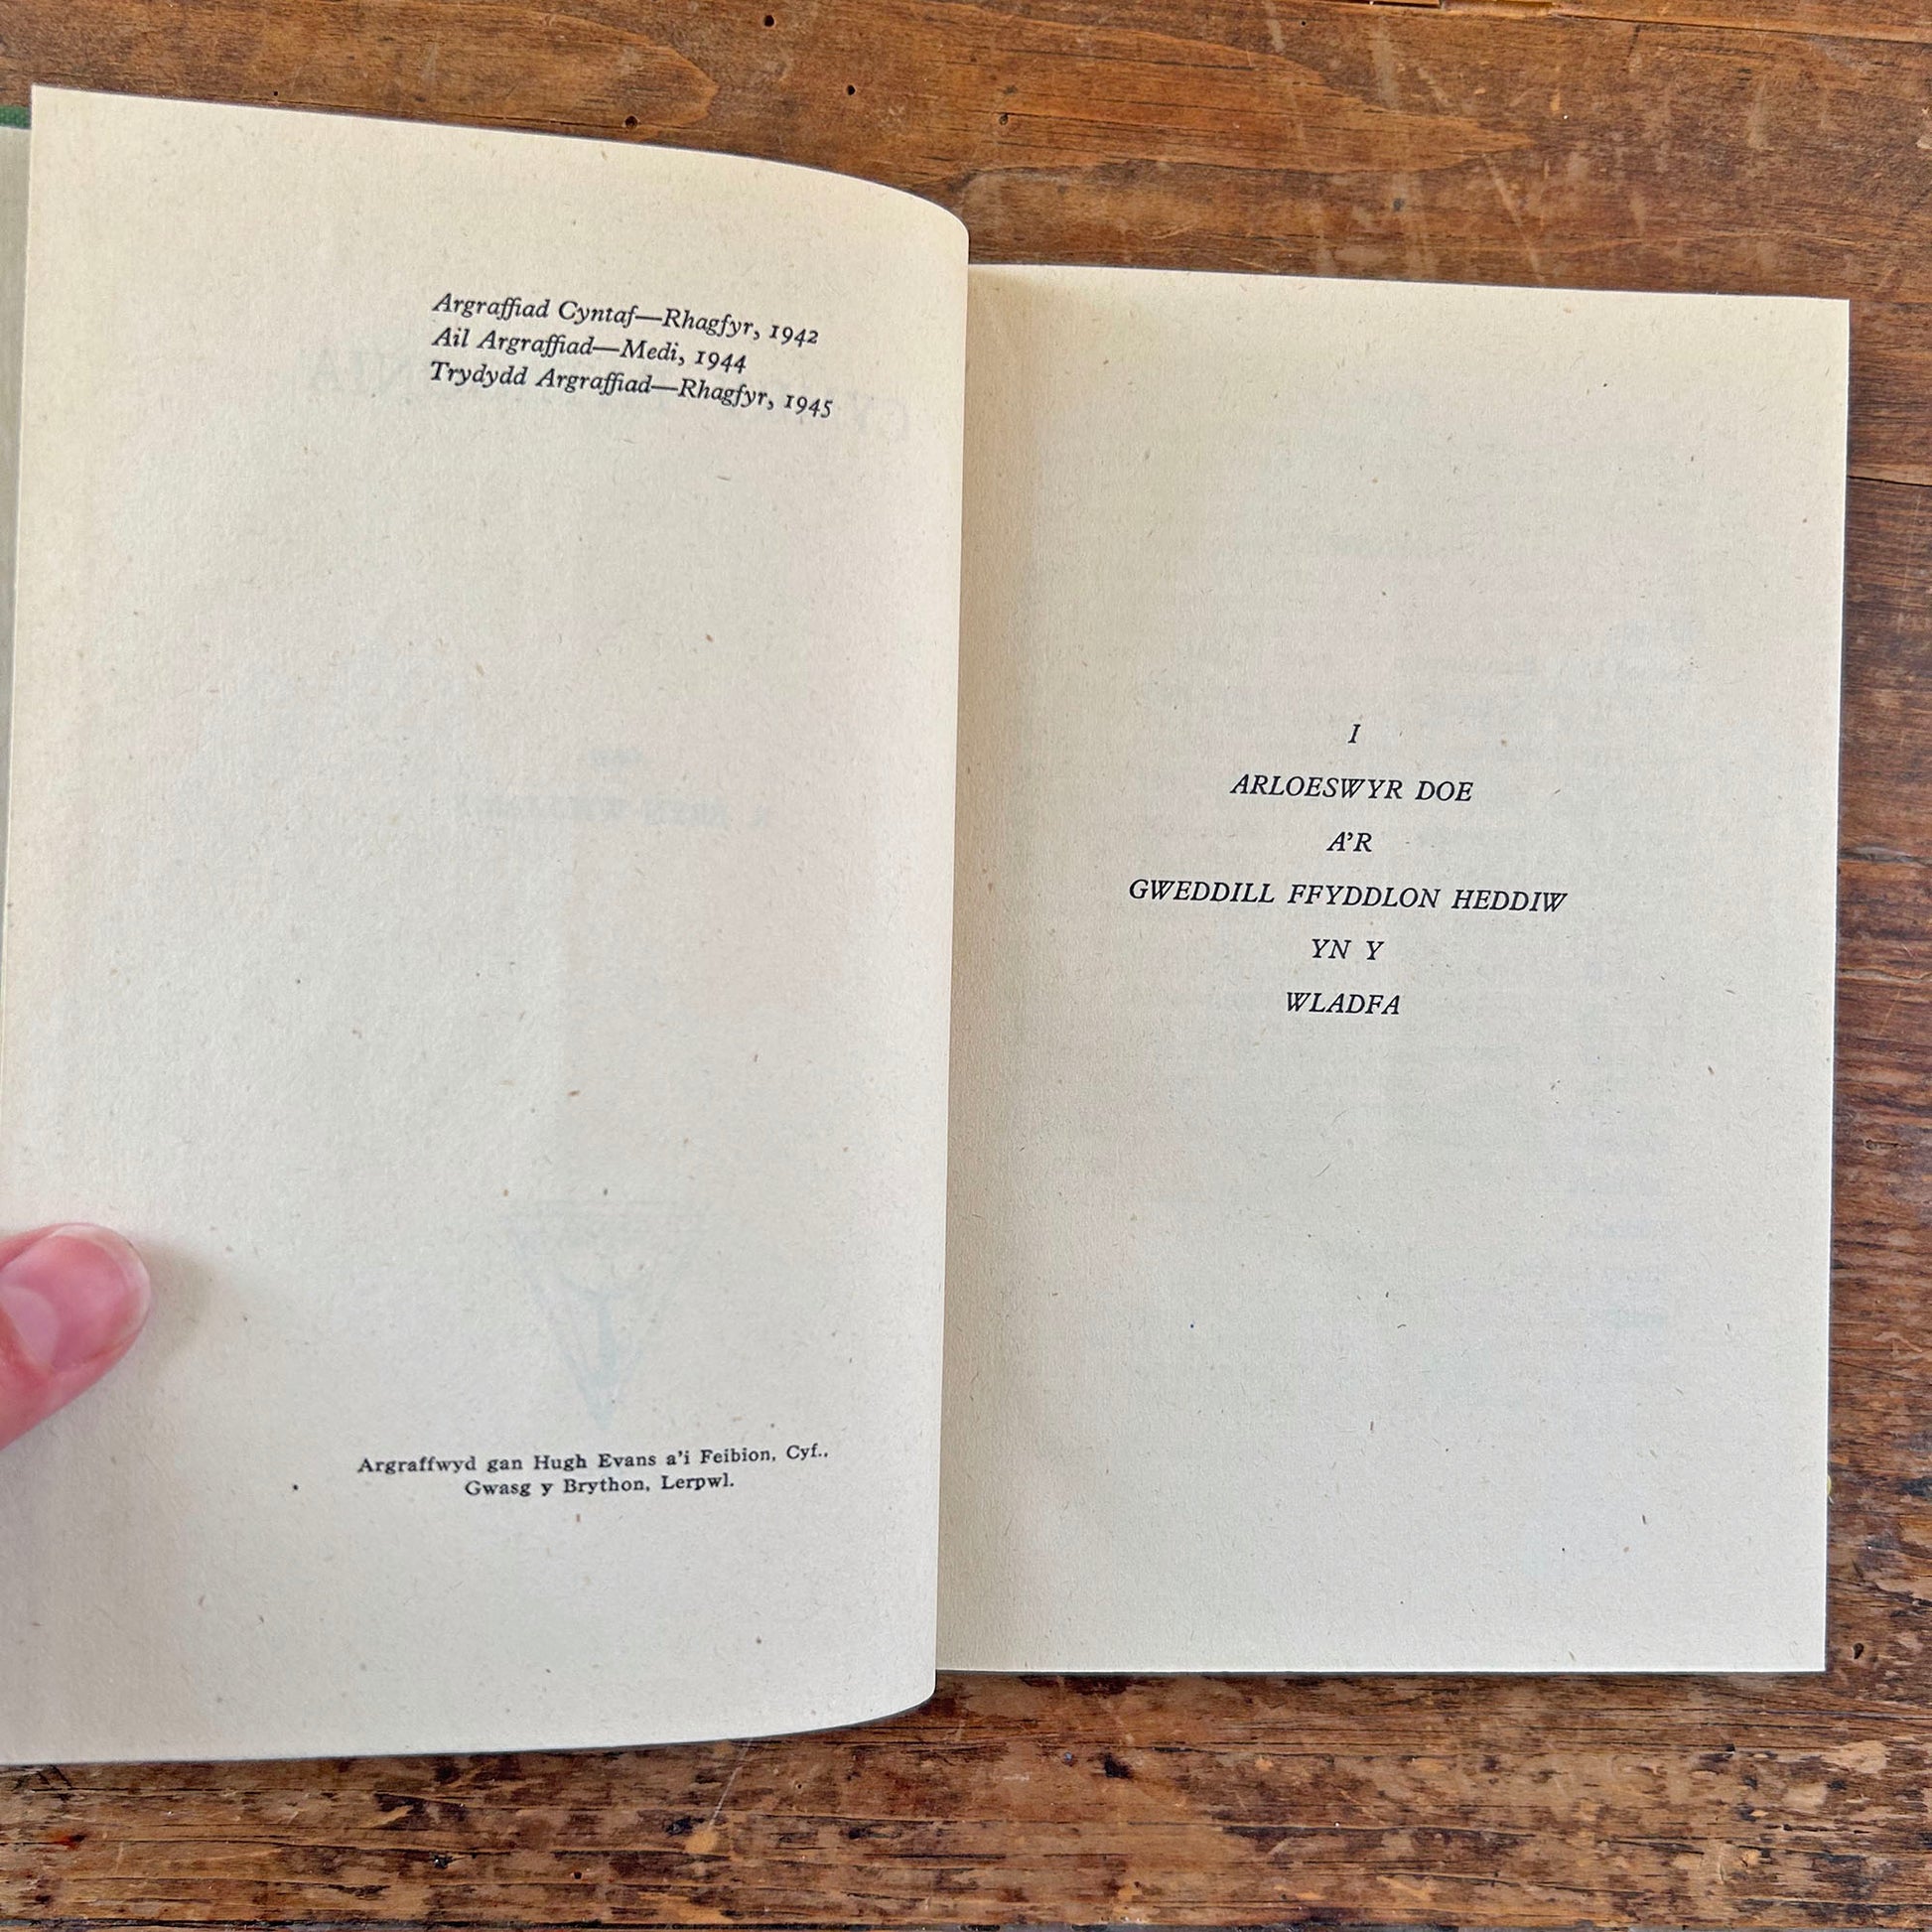 Argraffiad Cyntaf—Rhagfyr, 1942
Ail Argraffiad—Medi, 1944
Trydydd Argraffiad—Rhagfyr, 1945
Argraffwyd gan Hugh Evans a'i Feibion, Cyf.,
Gwasg y Brython, Lerpwl.
I
ARLOESWYR DOE
A'R
GWEDDILL FFYDDLON HEDDIW
YN Y
WLADFA